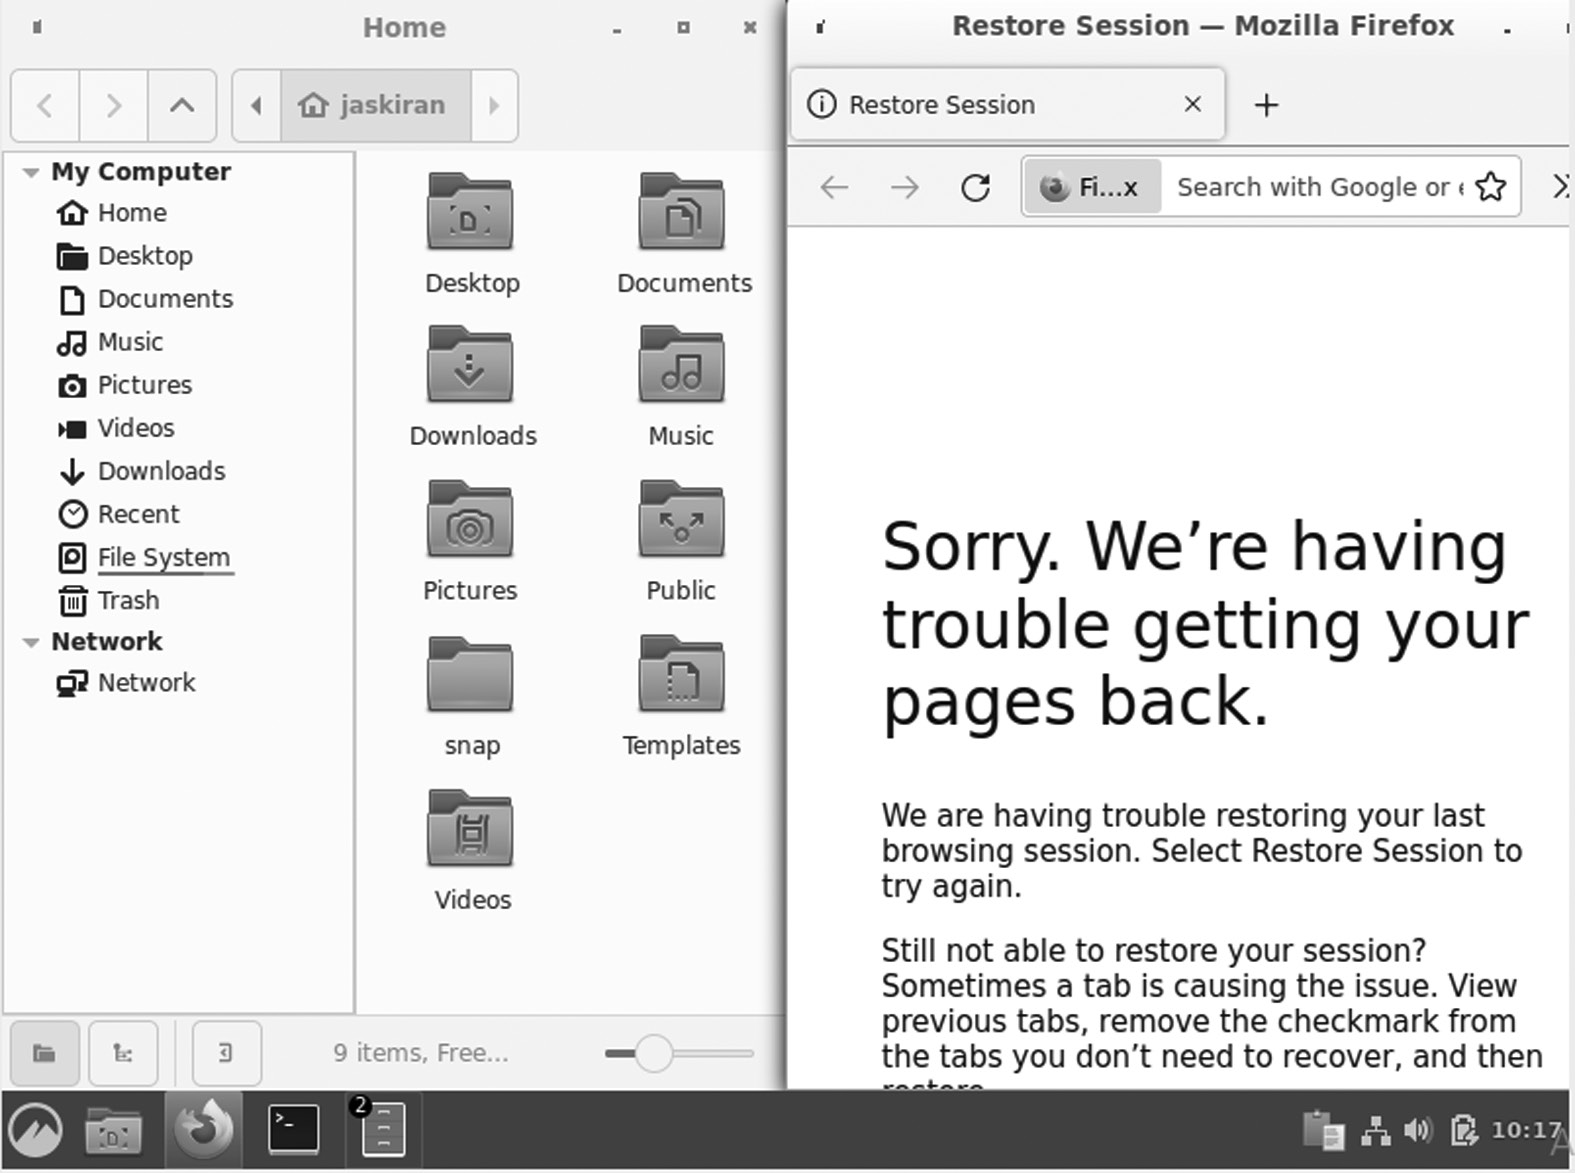 Home
jaskiran
My Computer
Home
Desktop
Documents
Music
Pictures
Videos
Downloads
Recent
File System
Trash
Network
Network
Desktop
Documents
Downloads
Music
Pictures
Public
snap
Templates
Videos
9 items, Free...
Restore Session — Mozilla Firefox
Restore Session
Fi...x
Search with Google or
Sorry. We’re having
trouble getting your
pages back.
We are having trouble restoring your last
browsing session. Select Restore Session to
try again.
Still not able to restore your session?
Sometimes a tab is causing the issue. View
previous tabs, remove the checkmark from
the tabs you don’t need to recover, and then
2
10:17